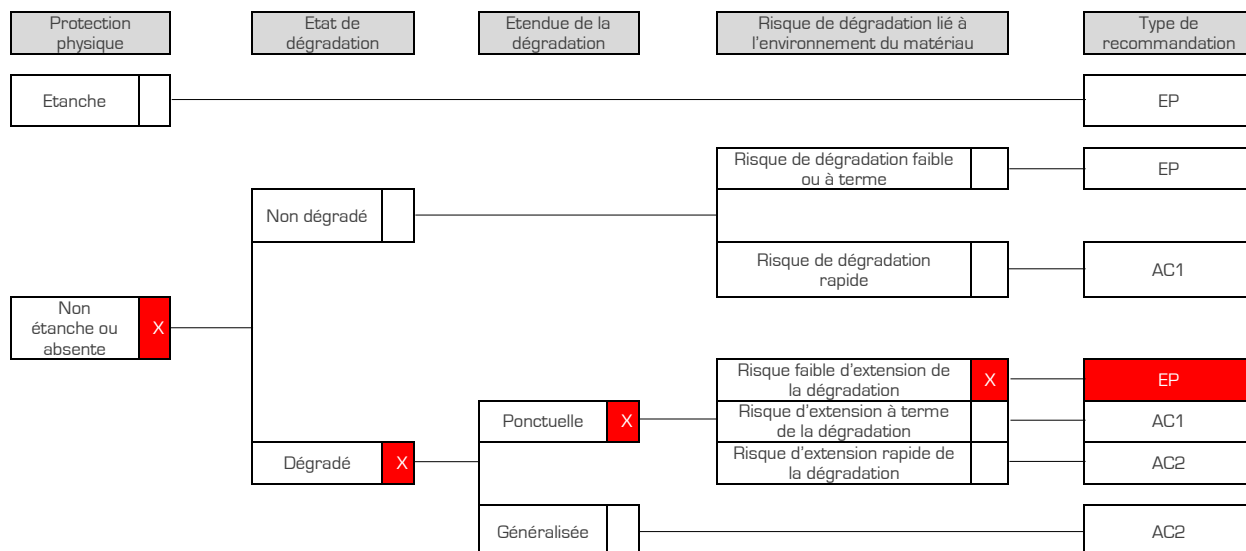 Protection
physique
Etat de
dégradation
Etendue de la
dégradation
Risque de dégradation lié à
l'environnement du matériau
Type de
recommandation
Etanche
EP
Risque de dégradation faible
ou à terme
EP
Non dégradé
Risque de dégradation
rapide
AC1
Non
étanche ou
absente
X
Risque faible d'extension de
la dégradation
X
EP
Ponctuelle
X
Risque d'extension à terme
de la dégradation
AC1
Dégradé
X
Risque d'extension rapide de
la dégradation
AC2
Généralisée
AC2